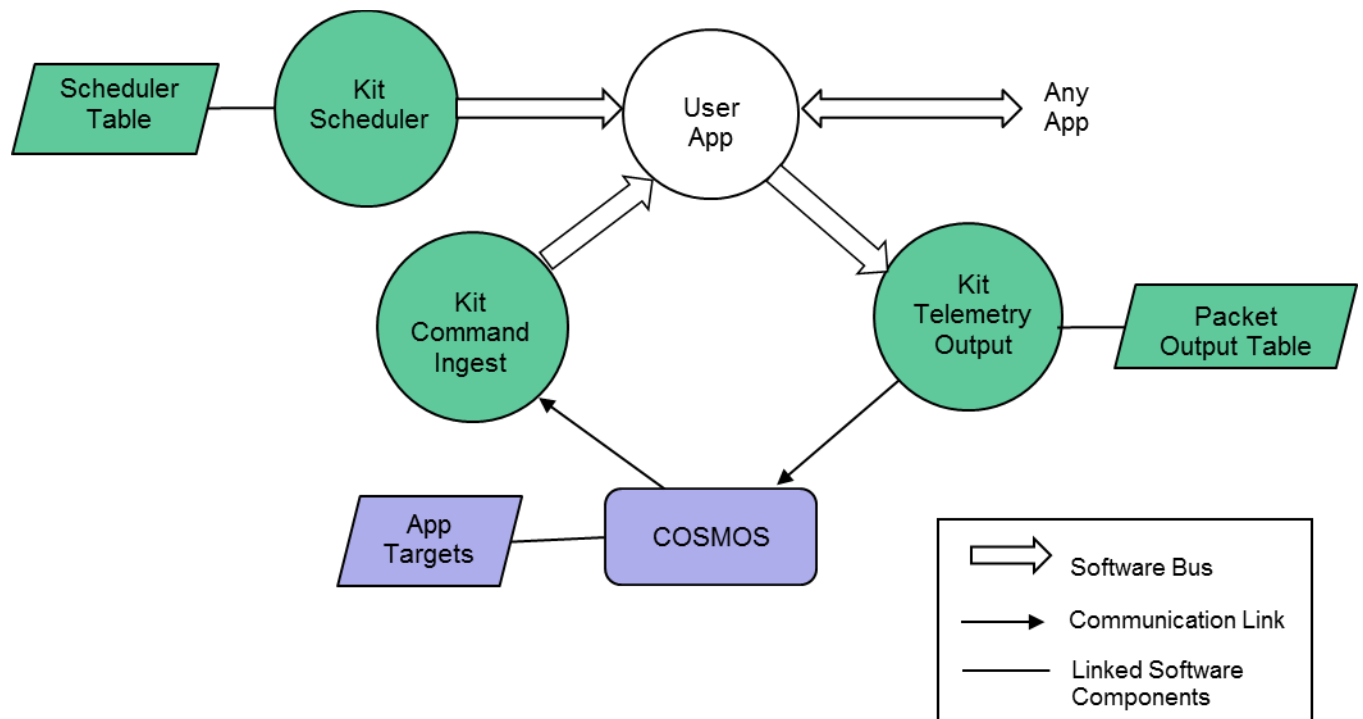 Scheduler
Table
Kit
Scheduler
User
App
Any
App
Kit
Command
Ingest
Kit
Telemetry
Output
Packet
Output Table
App
Targets
COSMOS
Software Bus
Communication Link
Linked Software
Components